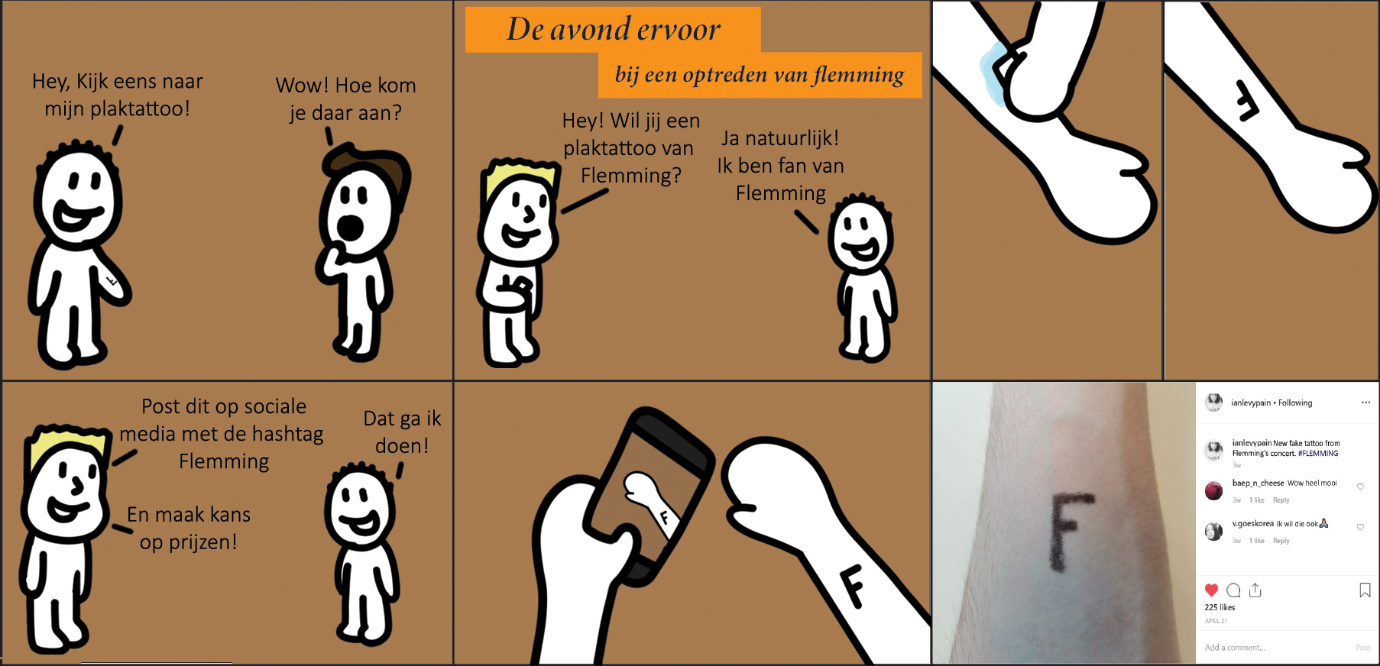 Hey, Kijk eens naar
mijn plaktattoo!
Wow! Hoe kom
je daar aan?
De avond ervoor
bij een optreden van flemming
Hey! Wil jij een
plaktattoo van
Flemming?
Ja natuurlijk!
Ik ben fan van
Flemming
F
F
Post dit op sociale
media met de hashtag
Flemming
En maak kans
op prijzen!
Dat ga ik
doen!
F
F
F
ianlevypain • Following
ianlevypain New fake tattoo from
Flemming's concert. #FLEMMING
3w
baep_n_cheese Wow heel mooi
3w 1 like Reply
v.goeskorea Ik wil die ook🙏🏾
3w 1 like Reply
225 likes
APRIL 21
Add a comment... Post